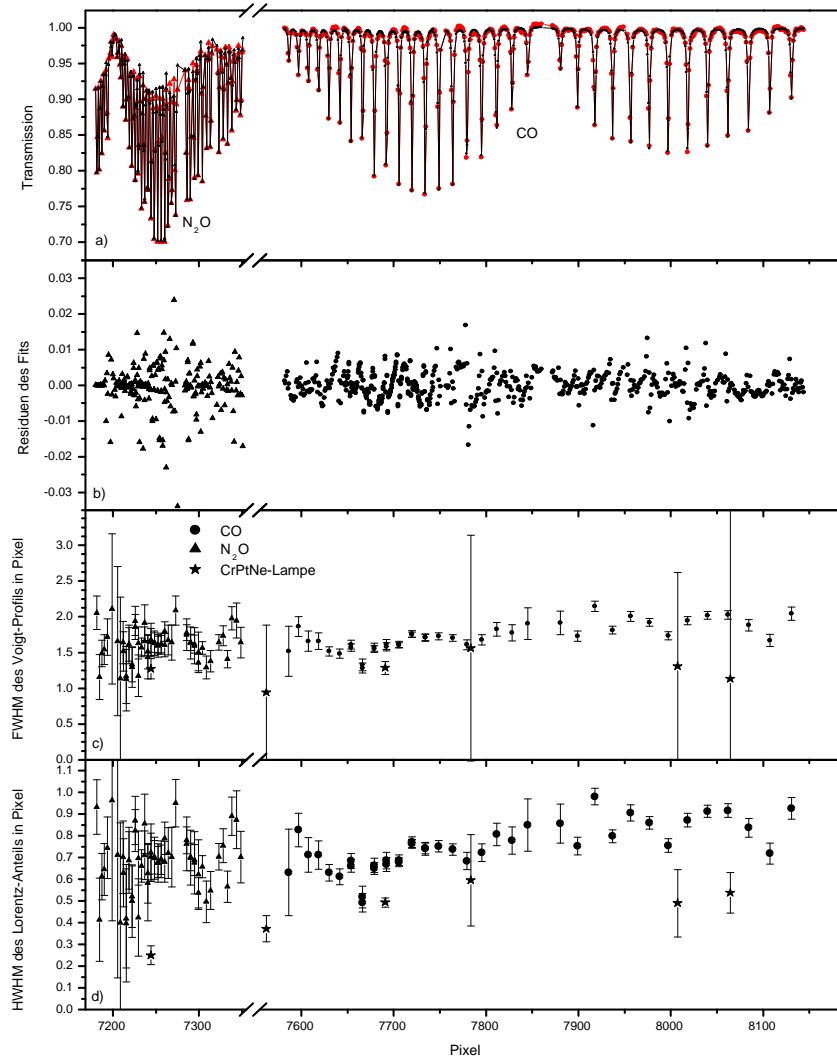 1.00
0.95
0.90
0.85
0.80
0.75
0.70
Transmission
N₂O
CO
a)
0.03
0.02
0.01
0.00
-0.01
-0.02
-0.03
Residuen des Fits
b)
3.0
2.5
2.0
1.5
1.0
0.5
0.0
FWHM des Voigt-Profils in Pixel
CO
N₂O
CrPtNe-Lampe
c)
1.1
1.0
0.9
0.8
0.7
0.6
0.5
0.4
0.3
0.2
0.1
0.0
HWHM des Lorentz-Anteils in Pixel
d)
7200 7300 7600 7700 7800 7900 8000 8100
Pixel